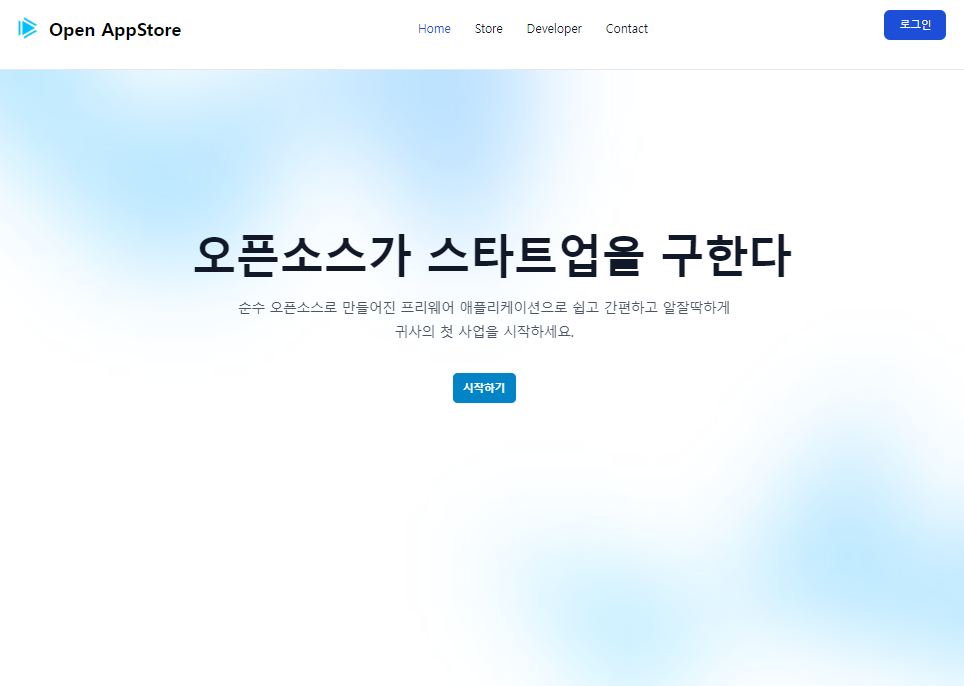 Open AppStore
Home Store Developer Contact
로그인
오픈소스가 스타트업을 구한다
순수 오픈소스로 만들어진 프리웨어 애플리케이션으로 쉽고 간편하고 알잘딱하게
귀사의 첫 사업을 시작하세요.
시작하기